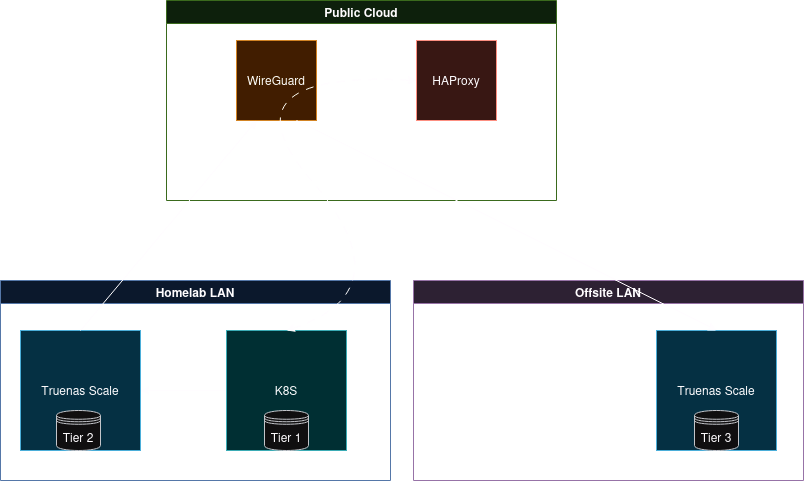 Public Cloud
WireGuard
HAProxy
Homelab LAN
Offsite LAN
Truenas Scale
K8S
Truenas Scale
Tier 2
Tier 1
Tier 3